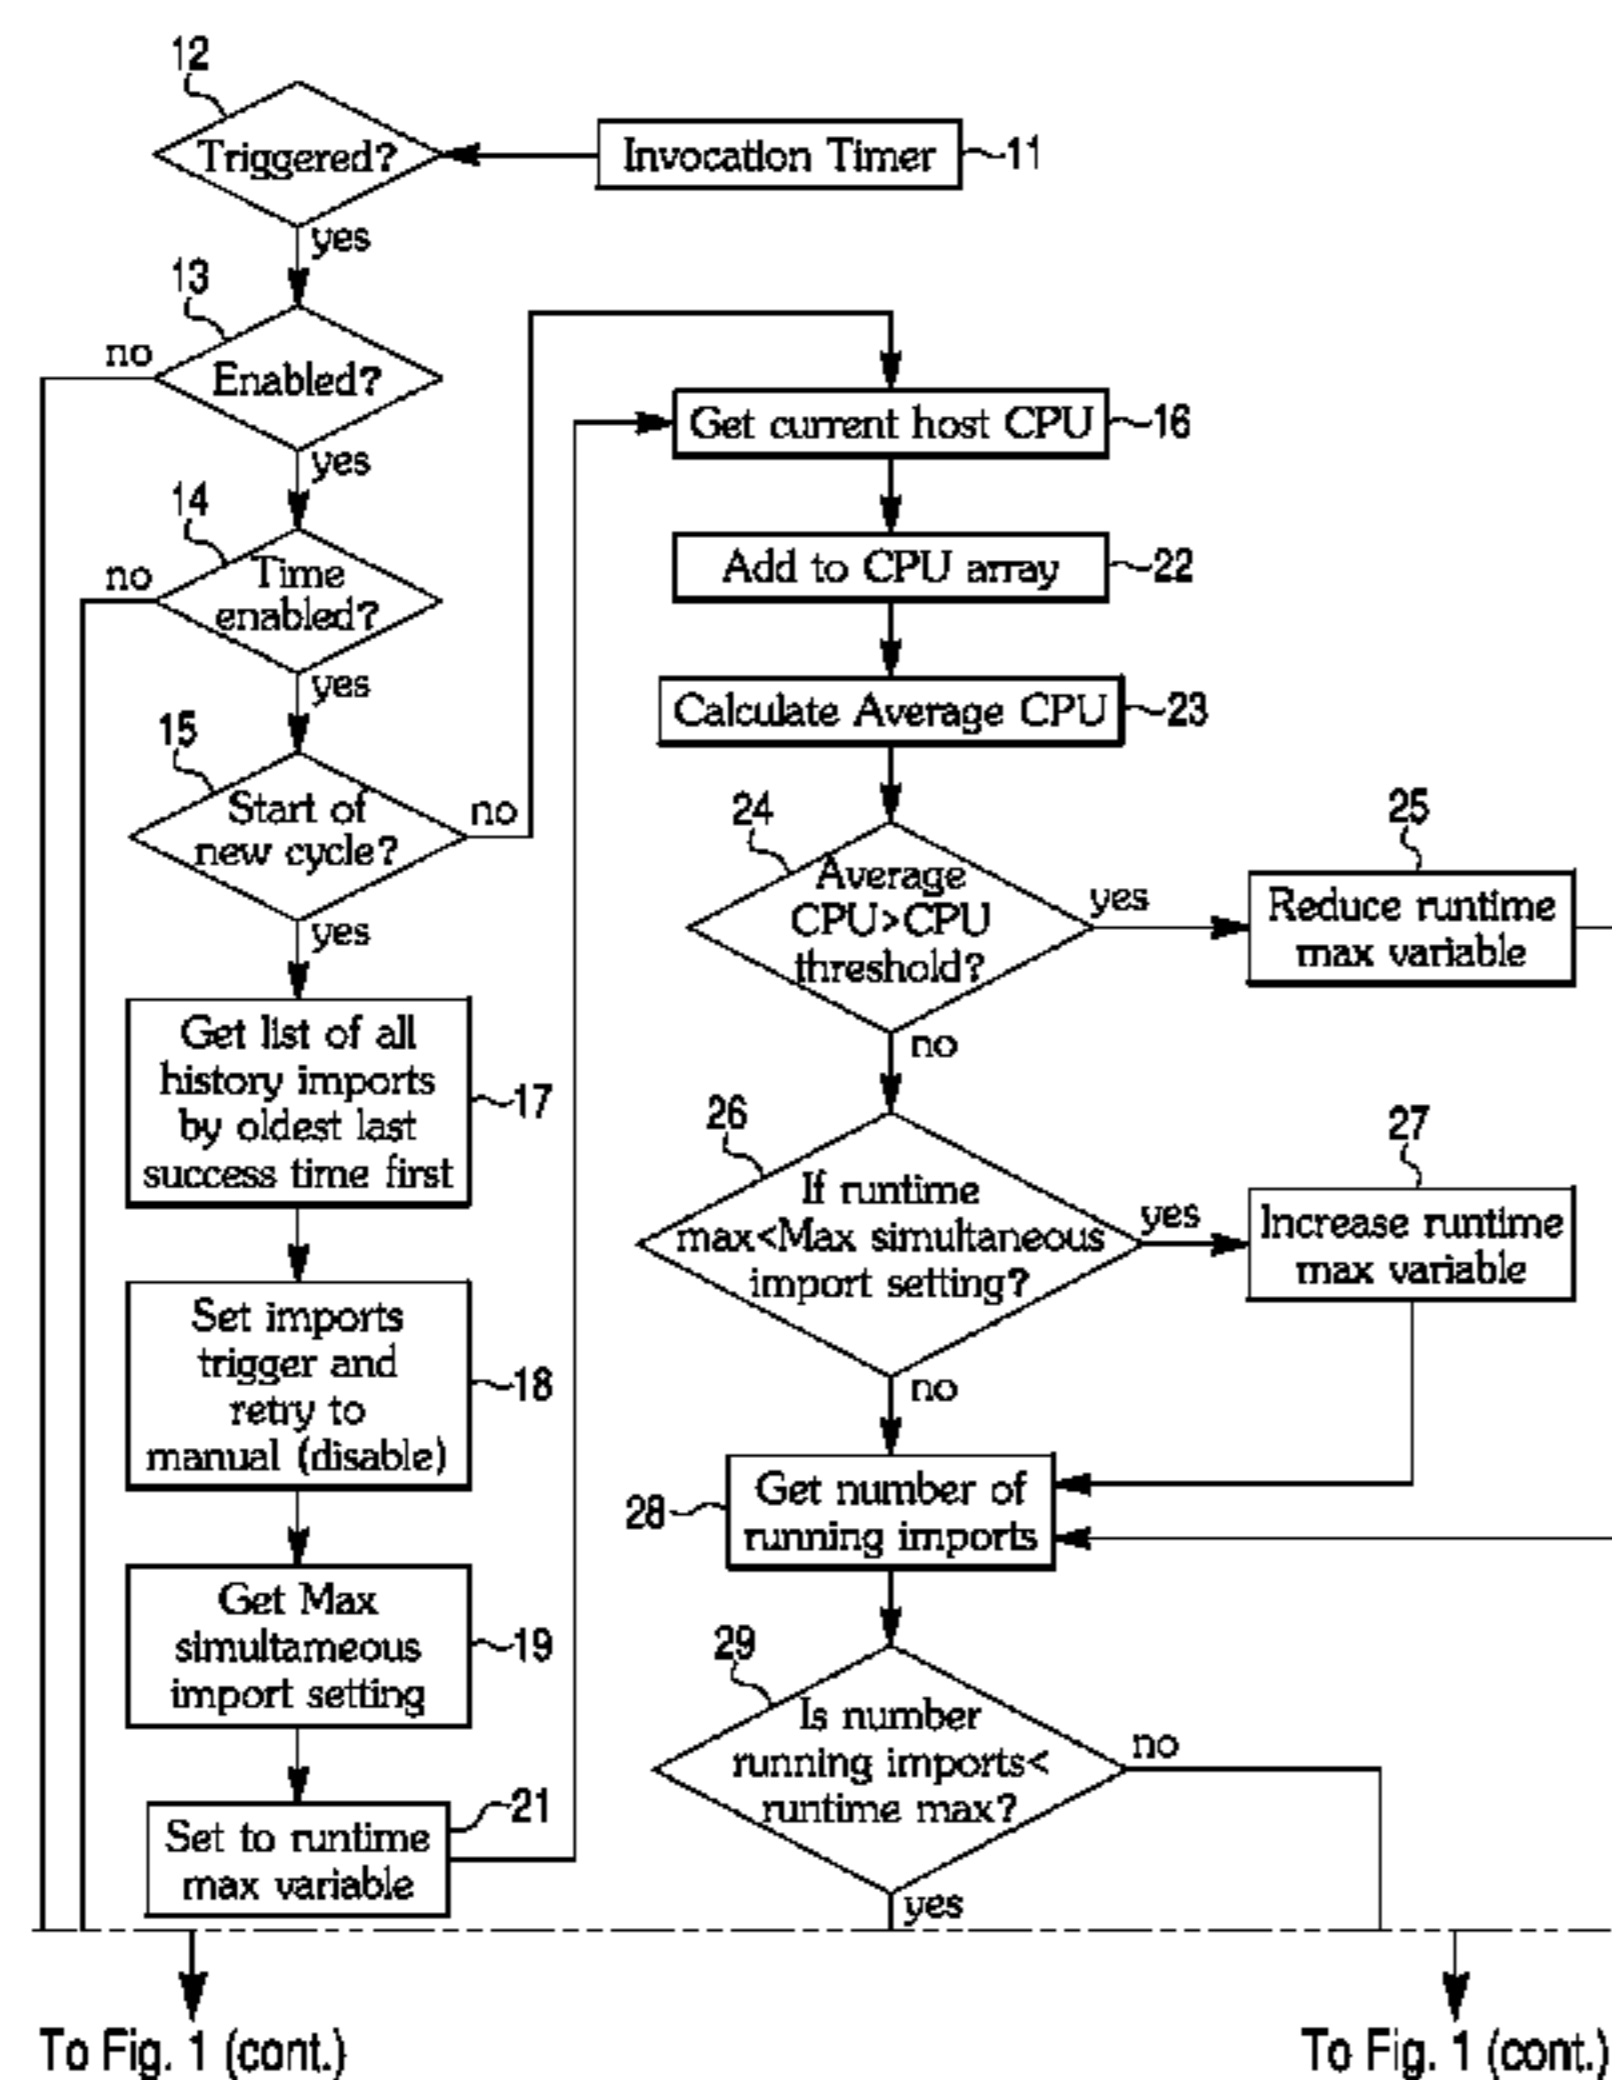 12
Triggered?
Invocation Timer
11
yes
13
no
Enabled?
yes
14
no
Time
enabled?
yes
15
Start of
new cycle?
no
yes
Get list of all
history imports
by oldest last
success time first
17
Set imports
trigger and
retry to
manual (disable)
18
Get Max
simultameous
import setting
19
Set to runtime
max variable
21
Get current host CPU
16
Add to CPU array
22
Calculate Average CPU
23
24
Average
CPU>CPU
threshold?
yes
25
Reduce runtime
max variable
no
26
If runtime
max<Max simultaneous
import setting?
yes
27
Increase runtime
max variable
no
28
Get number of
running imports
29
Is number
running imports<
runtime max?
no
yes
To Fig. 1 (cont.)
To Fig. 1 (cont.)